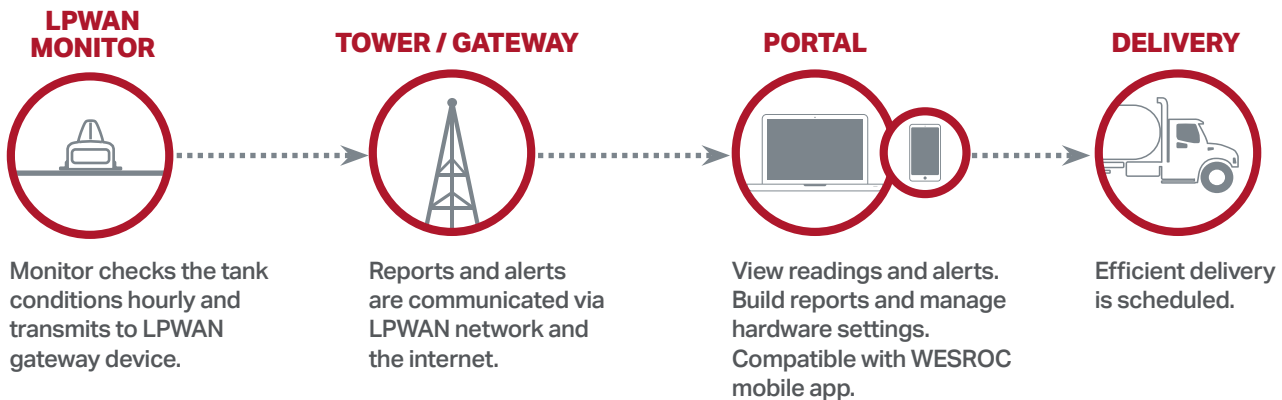 LPWAN
MONITOR
Monitor checks the tank
conditions hourly and
transmits to LPWAN
gateway device.
TOWER / GATEWAY
Reports and alerts
are communicated via
LPWAN network and
the internet.
PORTAL
View readings and alerts.
Build reports and manage
hardware settings.
Compatible with WESROC
mobile app.
DELIVERY
Efficient delivery
is scheduled.